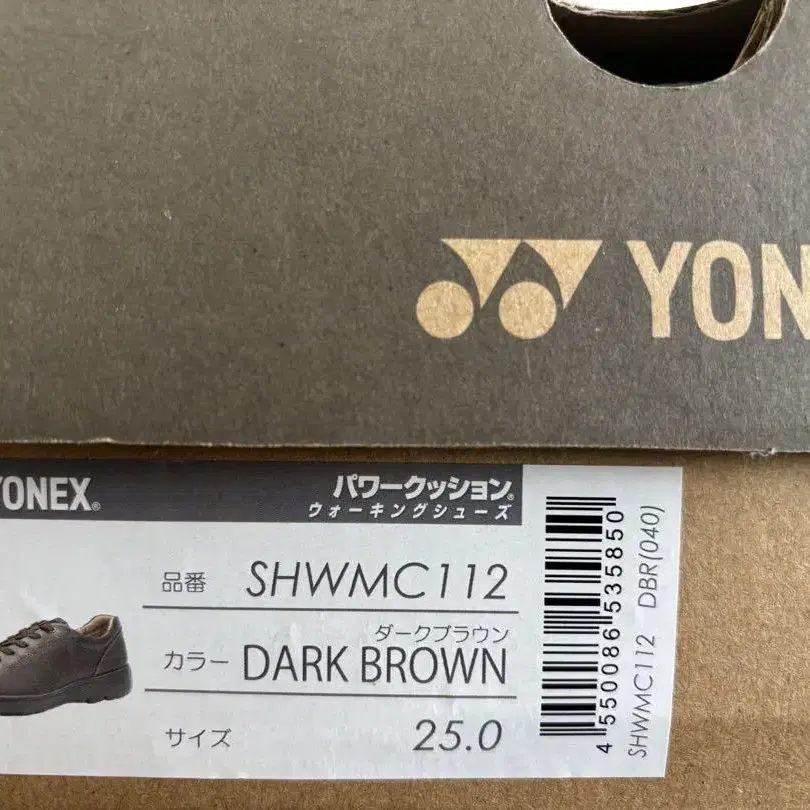 YON
YONEX®
パワークッション®
ウォーキングシューズ
品番 SHWMC112
ダークブラウン
カラー DARK BROWN
サイズ 25.0
4 550086 535850
SHWMC112 DBR(040)